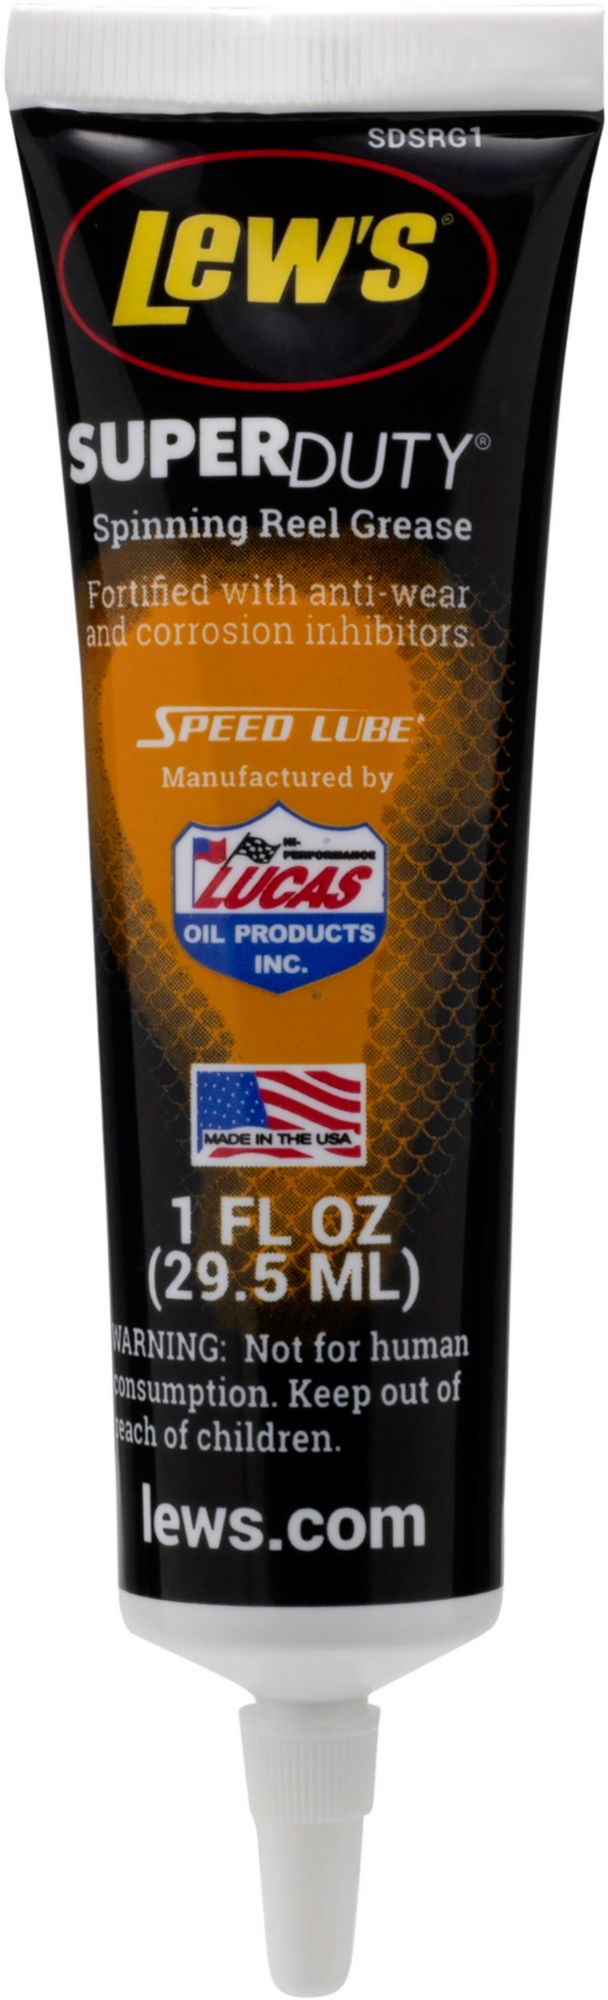 SDSRG1
Lew's®
SUPERDUTY®
Spinning Reel Grease
Fortified with anti-wear
and corrosion inhibitors.
SPEED LUBE
Manufactured by
HI-
PERFORMANCE
LUCAS
OIL PRODUCTS
INC.
MADE IN THE USA
1 FL OZ
(29.5 ML)
WARNING: Not for human
consumption. Keep out of
reach of children.
lews.com